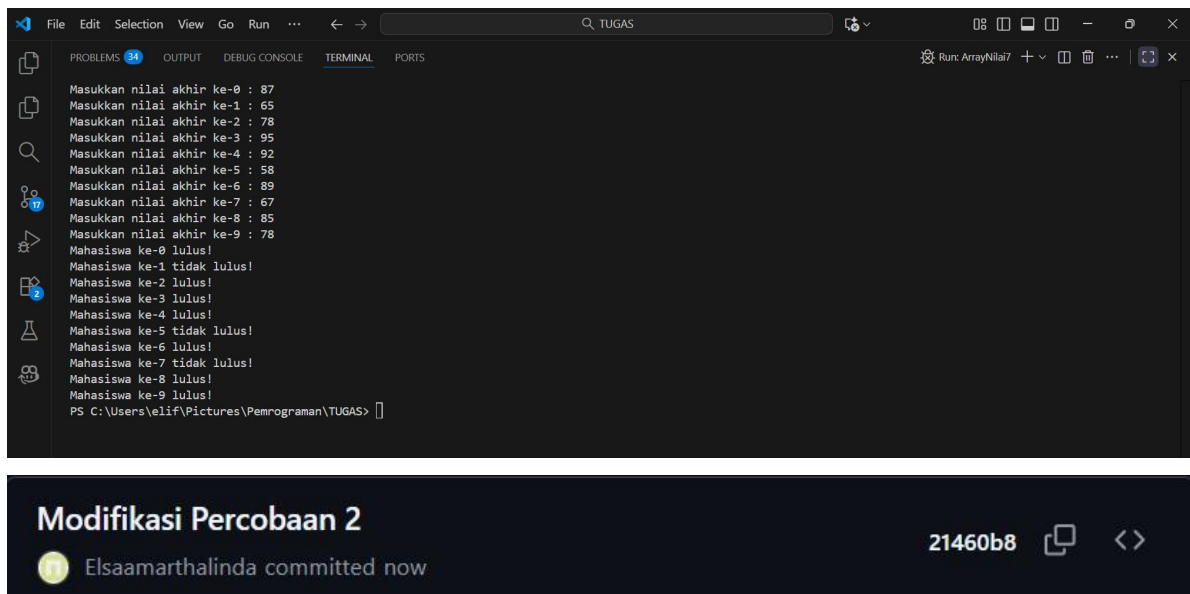 File Edit Selection View Go Run ··· TUGAS
PROBLEMS 34 OUTPUT DEBUG CONSOLE TERMINAL PORTS Run: ArrayNilai7
Masukkan nilai akhir ke-0 : 87
Masukkan nilai akhir ke-1 : 65
Masukkan nilai akhir ke-2 : 78
Masukkan nilai akhir ke-3 : 95
Masukkan nilai akhir ke-4 : 92
Masukkan nilai akhir ke-5 : 58
Masukkan nilai akhir ke-6 : 89
Masukkan nilai akhir ke-7 : 67
Masukkan nilai akhir ke-8 : 85
Masukkan nilai akhir ke-9 : 78
Mahasiswa ke-0 lulus!
Mahasiswa ke-1 tidak lulus!
Mahasiswa ke-2 lulus!
Mahasiswa ke-3 lulus!
Mahasiswa ke-4 lulus!
Mahasiswa ke-5 tidak lulus!
Mahasiswa ke-6 lulus!
Mahasiswa ke-7 tidak lulus!
Mahasiswa ke-8 lulus!
Mahasiswa ke-9 lulus!
PS C:\Users\elif\Pictures\Pemrograman\TUGAS>
17
2
Modifikasi Percobaan 2
21460b8
Elsaamarthalinda committed now